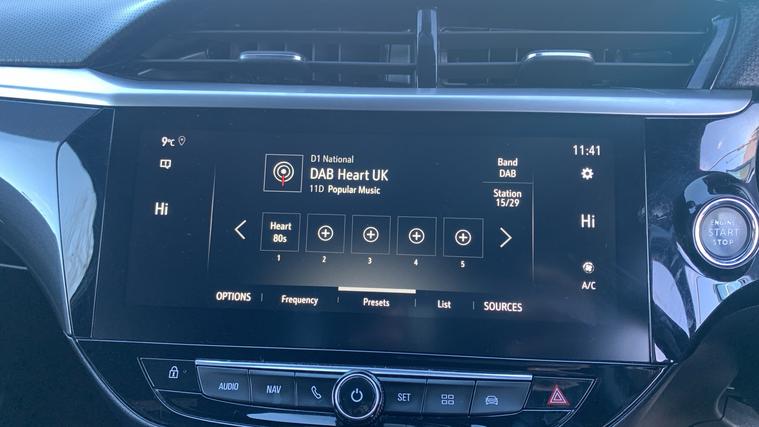 9°C
11:41
D1 National
DAB Heart UK
11D Popular Music
Band
DAB
Station
15/29
Hi
Hi
Heart
80s
1 2 3 4 5
A/C
OPTIONS Frequency Presets List SOURCES
ENGINE
START
STOP
AUDIO NAV SET